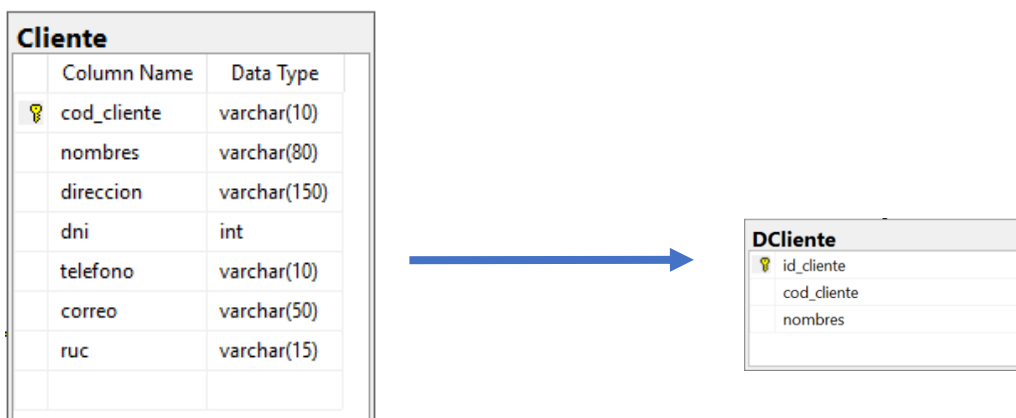 Cliente
Column Name Data Type
cod_cliente varchar(10)
nombres varchar(80)
direccion varchar(150)
dni int
telefono varchar(10)
correo varchar(50)
ruc varchar(15)
DCliente
id_cliente
cod_cliente
nombres